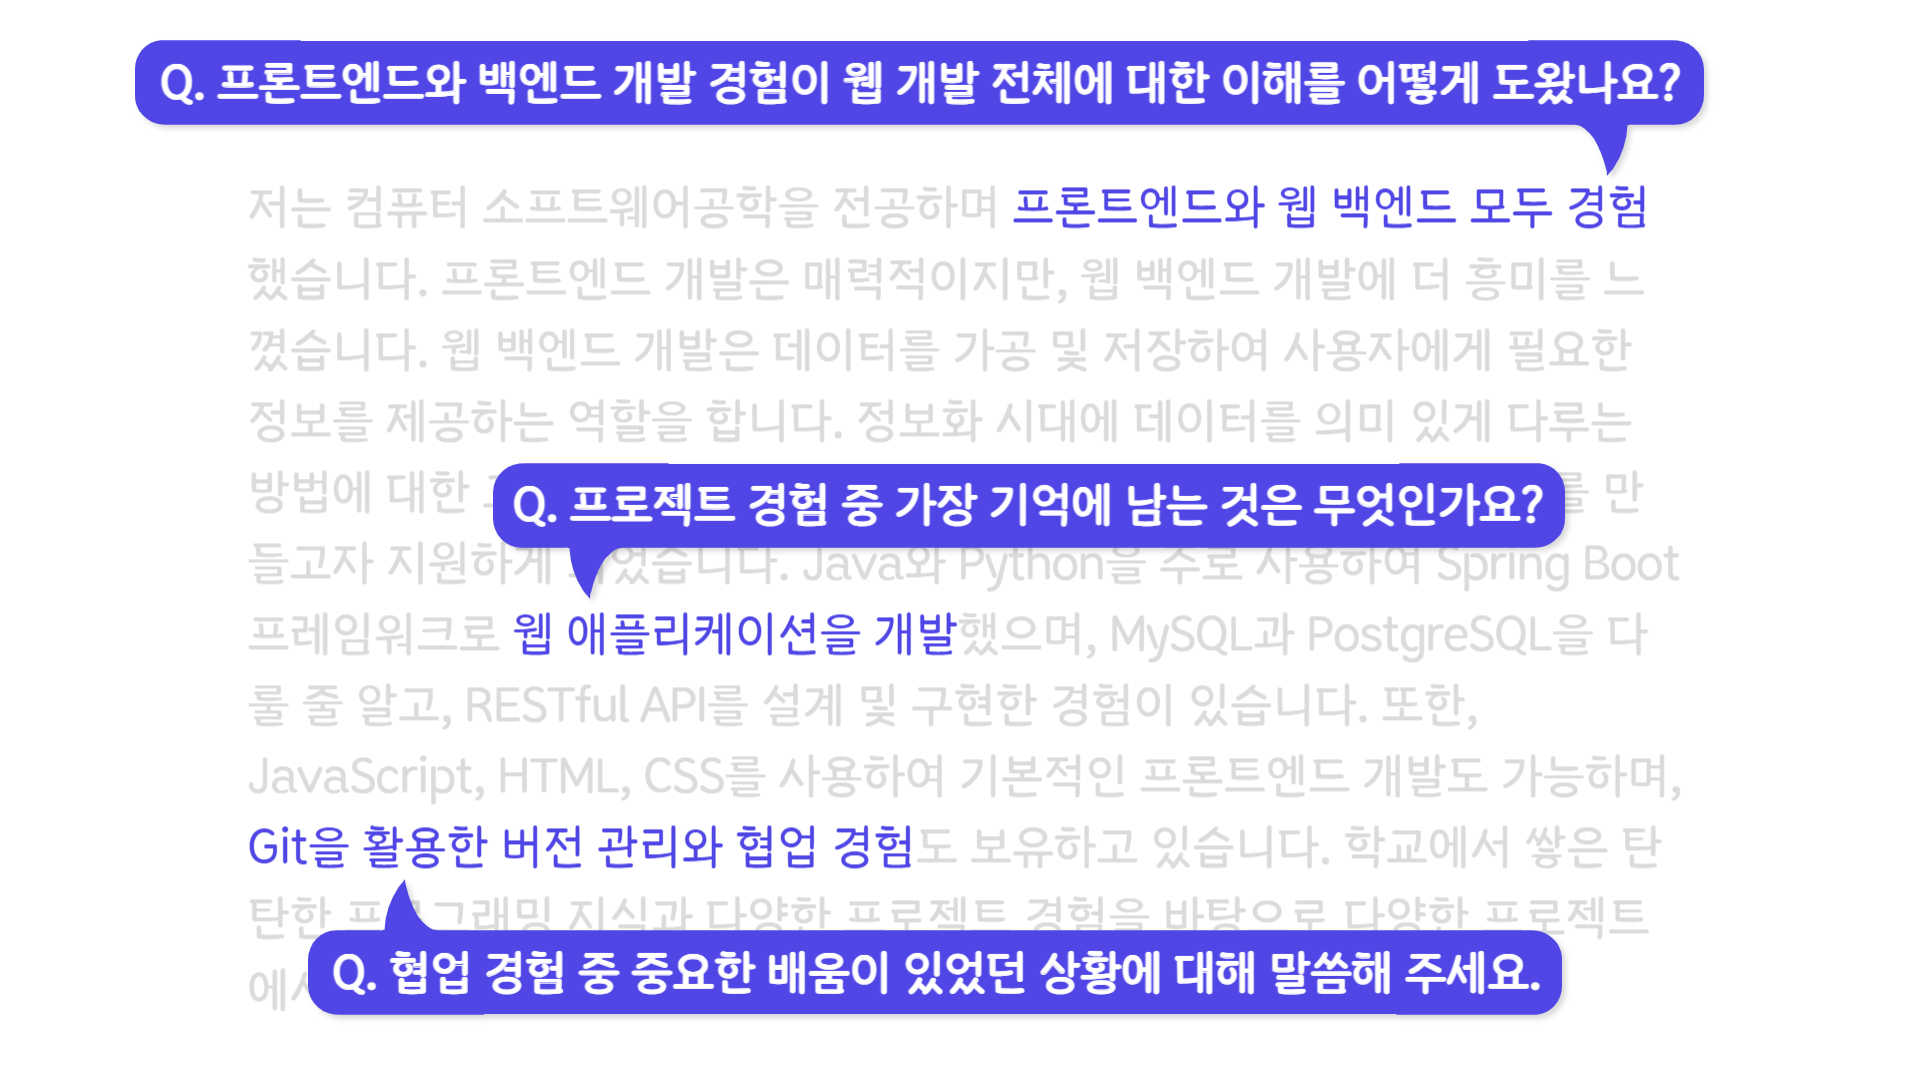 Q. 프론트엔드와 백엔드 개발 경험이 웹 개발 전체에 대한 이해를 어떻게 도왔나요?
저는 컴퓨터 소프트웨어공학을 전공하며 프론트엔드와 웹 백엔드 모두 경험
했습니다. 프론트엔드 개발은 매력적이지만, 웹 백엔드 개발에 더 흥미를 느
꼈습니다. 웹 백엔드 개발은 데이터를 가공 및 저장하여 사용자에게 필요한
정보를 제공하는 역할을 합니다. 정보화 시대에 데이터를 의미 있게 다루는
방법에 대한 를 만
Q. 프로젝트 경험 중 가장 기억에 남는 것은 무엇인가요?
들고자 지원하게 되었습니다. Java와 Python을 주로 사용하여 Spring Boot
프레임워크로 웹 애플리케이션을 개발했으며, MySQL과 PostgreSQL을 다
룰 줄 알고, RESTful API를 설계 및 구현한 경험이 있습니다. 또한,
JavaScript, HTML, CSS를 사용하여 기본적인 프론트엔드 개발도 가능하며,
Git을 활용한 버전 관리와 협업 경험도 보유하고 있습니다. 학교에서 쌓은 탄
탄한 프로그래밍 지식과 다양한 프로젝트 경험을 바탕으로 다양한 프로젝트
에서
Q. 협업 경험 중 중요한 배움이 있었던 상황에 대해 말씀해 주세요.